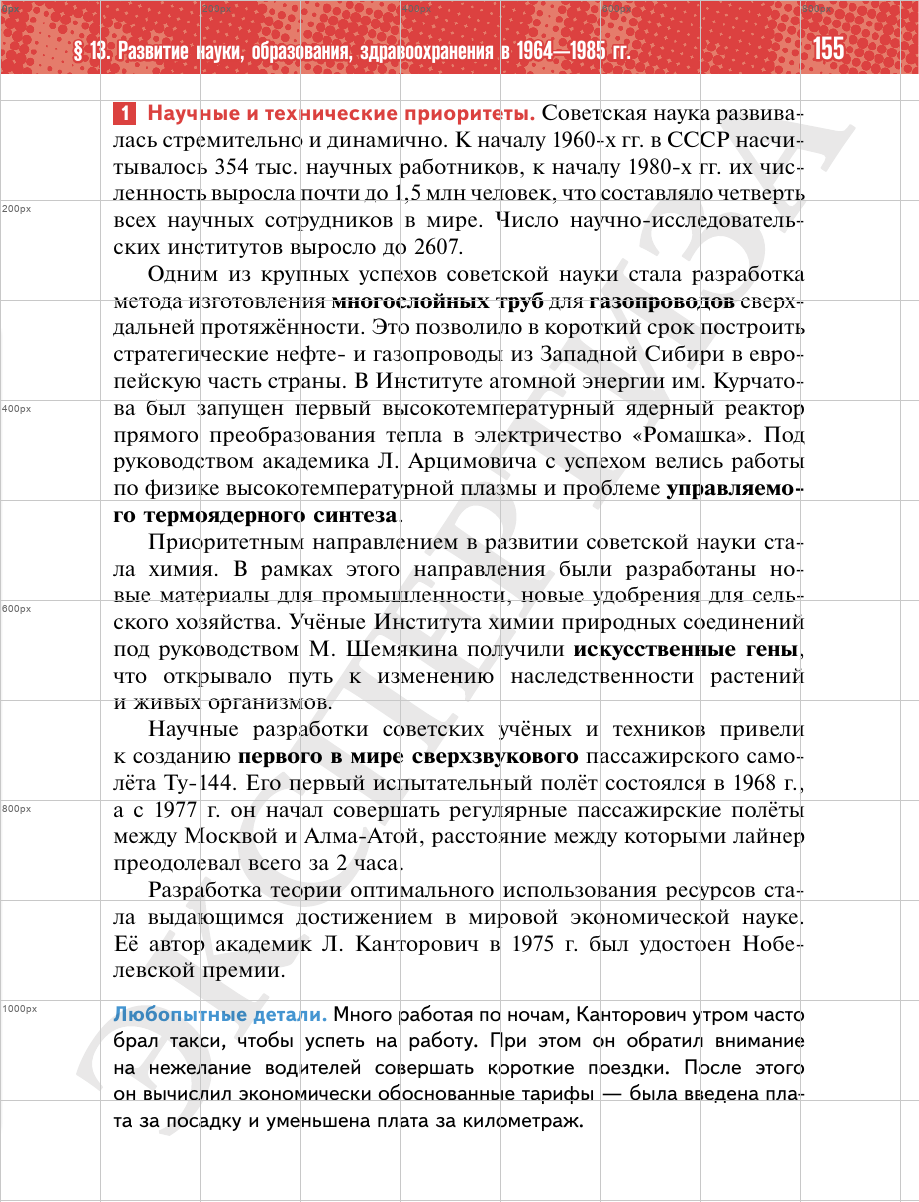 § 13. Развитие науки, образования, здравоохранения в 1964—1985 гг. 155
1 Научные и технические приоритеты. Советская наука развива-
лась стремительно и динамично. К началу 1960-х гг. в СССР насчи-
тывалось 354 тыс. научных работников, к началу 1980-х гг. их чис-
ленность выросла почти до 1,5 млн человек, что составляло четверть
всех научных сотрудников в мире. Число научно-исследователь-
ских институтов выросло до 2607.
Одним из крупных успехов советской науки стала разработка
метода изготовления многослойных труб для газопроводов сверх-
дальней протяжённости. Это позволило в короткий срок построить
стратегические нефте- и газопроводы из Западной Сибири в евро-
пейскую часть страны. В Институте атомной энергии им. Курчато-
ва был запущен первый высокотемпературный ядерный реактор
прямого преобразования тепла в электричество «Ромашка». Под
руководством академика Л. Арцимовича с успехом велись работы
по физике высокотемпературной плазмы и проблеме управляемо-
го термоядерного синтеза.
Приоритетным направлением в развитии советской науки ста-
ла химия. В рамках этого направления были разработаны но-
вые материалы для промышленности, новые удобрения для сель-
ского хозяйства. Учёные Института химии природных соединений
под руководством М. Шемякина получили искусственные гены,
что открывало путь к изменению наследственности растений
и живых организмов.
Научные разработки советских учёных и техников привели
к созданию первого в мире сверхзвукового пассажирского само-
лёта Ту-144. Его первый испытательный полёт состоялся в 1968 г.,
а с 1977 г. он начал совершать регулярные пассажирские полёты
между Москвой и Алма-Атой, расстояние между которыми лайнер
преодолевал всего за 2 часа.
Разработка теории оптимального использования ресурсов ста-
ла выдающимся достижением в мировой экономической науке.
Её автор академик Л. Канторович в 1975 г. был удостоен Нобе-
левской премии.
Любопытные детали. Много работая по ночам, Канторович утром часто
брал такси, чтобы успеть на работу. При этом он обратил внимание
на нежелание водителей совершать короткие поездки. После этого
он вычислил экономически обоснованные тарифы — была введена пла-
та за посадку и уменьшена плата за километраж.
ЭКСПЕРТИЗА
200px
400px
600px
800px
1000px